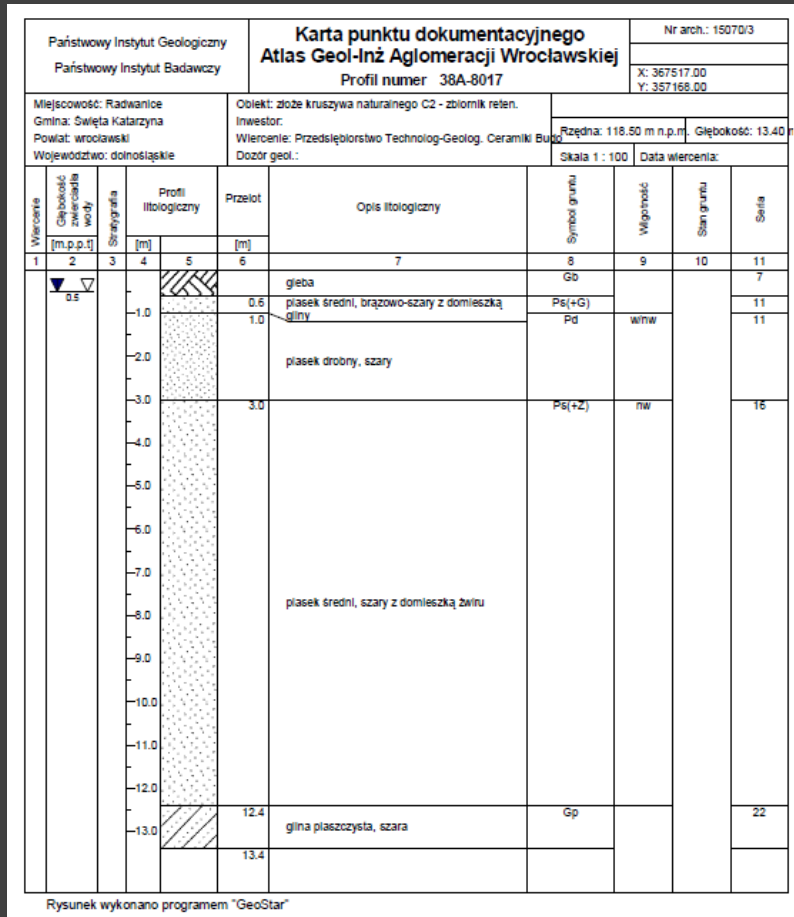 Państwowy Instytut Geologiczny
Państwowy Instytut Badawczy
Karta punktu dokumentacyjnego
Atlas Geol-Inż Aglomeracji Wrocławskiej
Profil numer 38A-8017
Nr arch.: 15070/3
X: 367517.00
Y: 357168.00
Miejscowość: Radwanice
Gmina: Święta Katarzyna
Powiat: wrocławski
Województwo: dolnośląskie
Obiekt: złoże kruszywa naturalnego C2 - zbiornik reten.
Inwestor:
Wiercenie: Przedsiębiorstwo Technolog-Geolog. Ceramiki Budo
Dozór geol.:
Rzędna: 118.50 m n.p.m. Głębokość: 13.40 m
Skala 1 : 100 Data wiercenia:
Wiercenie
Głębokość zwierciadła wody
[m.p.p.t]
Stratygrafia
Profil litologiczny
[m]
Przelot
[m]
Opis litologiczny
Symbol gruntu
Wilgotność
Stan gruntu
Seria
1 2 3 4 5 6 7 8 9 10 11
gleba Gb 7
0.5
0.6 piasek średni, brązowo-szary z domieszką gliny Ps(+G) 11
1.0
1.0 Pd w/nw 11
2.0
piasek drobny, szary
3.0
3.0 Ps(+Z) nw 16
4.0
5.0
6.0
7.0
piasek średni, szary z domieszką żwiru
8.0
9.0
10.0
11.0
12.0
12.4 Gp 22
13.0 glina piaszczysta, szara
13.4
Rysunek wykonano programem "GeoStar"